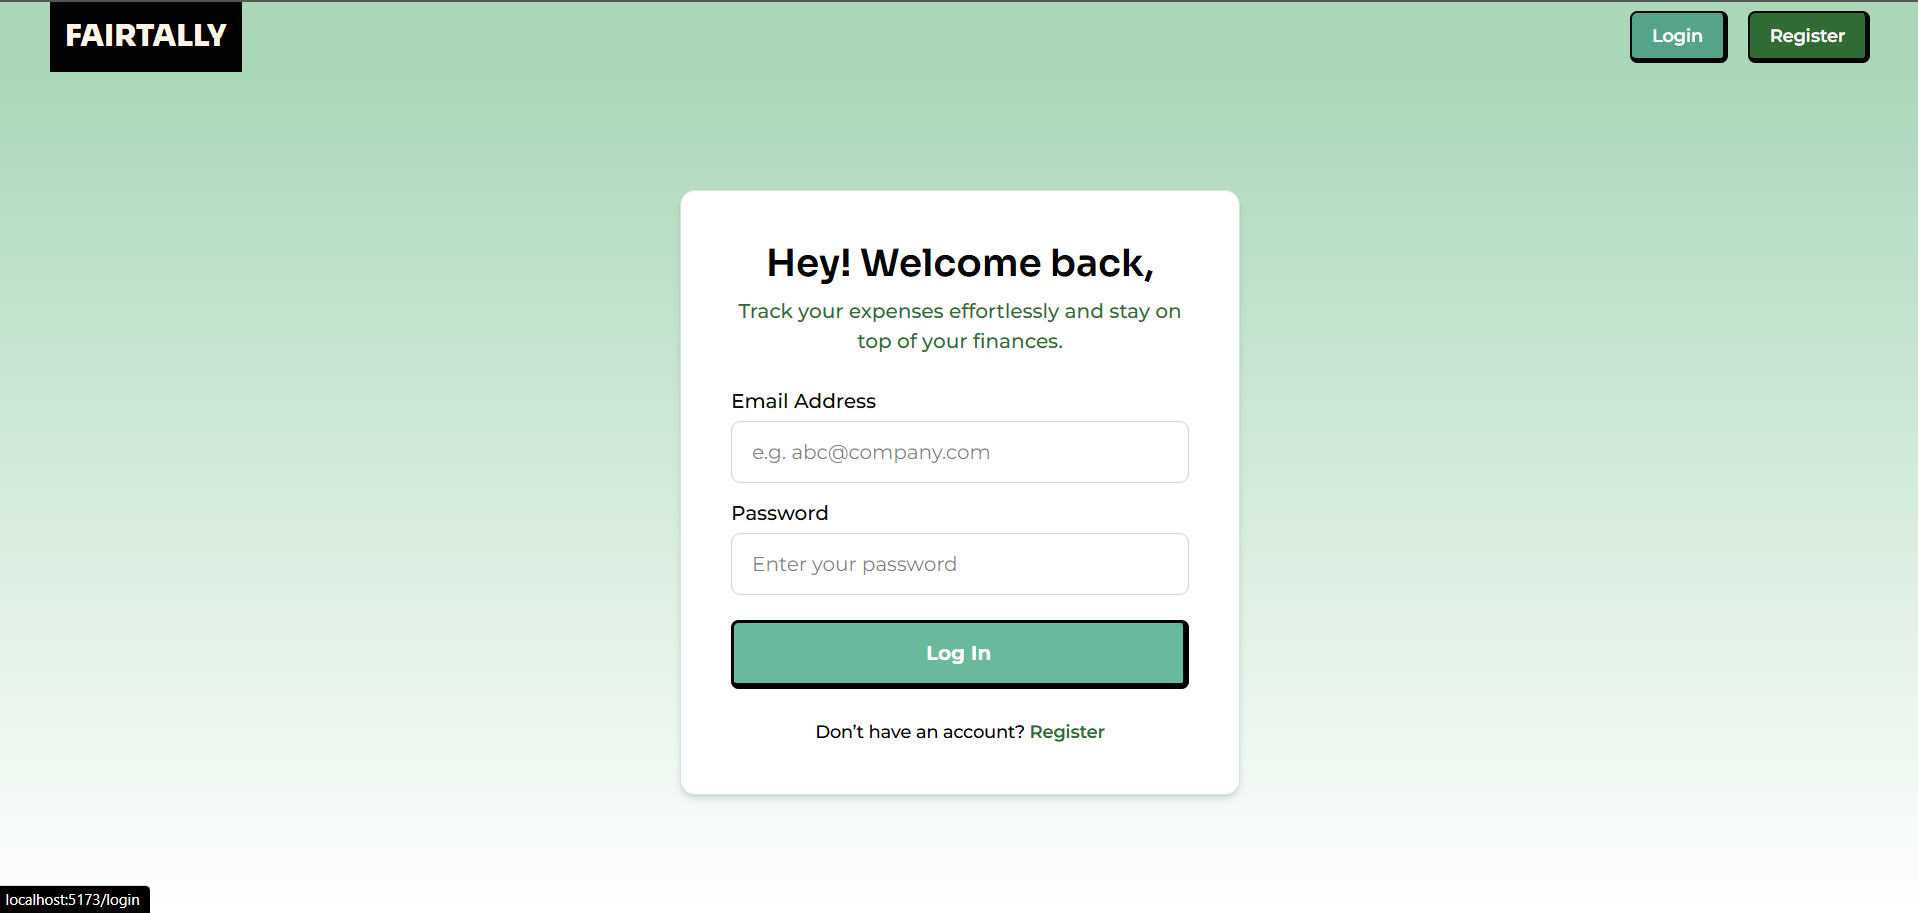 FAIRTALLY
Login
Register
Hey! Welcome back,
Track your expenses effortlessly and stay on
top of your finances.
Email Address
e.g. abc@company.com
Password
Enter your password
Log In
Don’t have an account? Register
localhost:5173/login